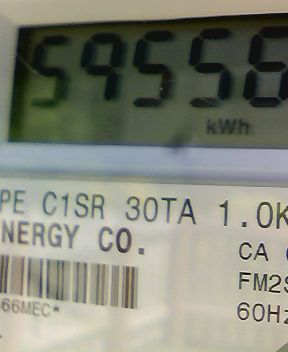 59556
kWh
PE C1SR 30TA 1.0K
NERGY CO.
CA
FM2S
66MEC*
60Hz